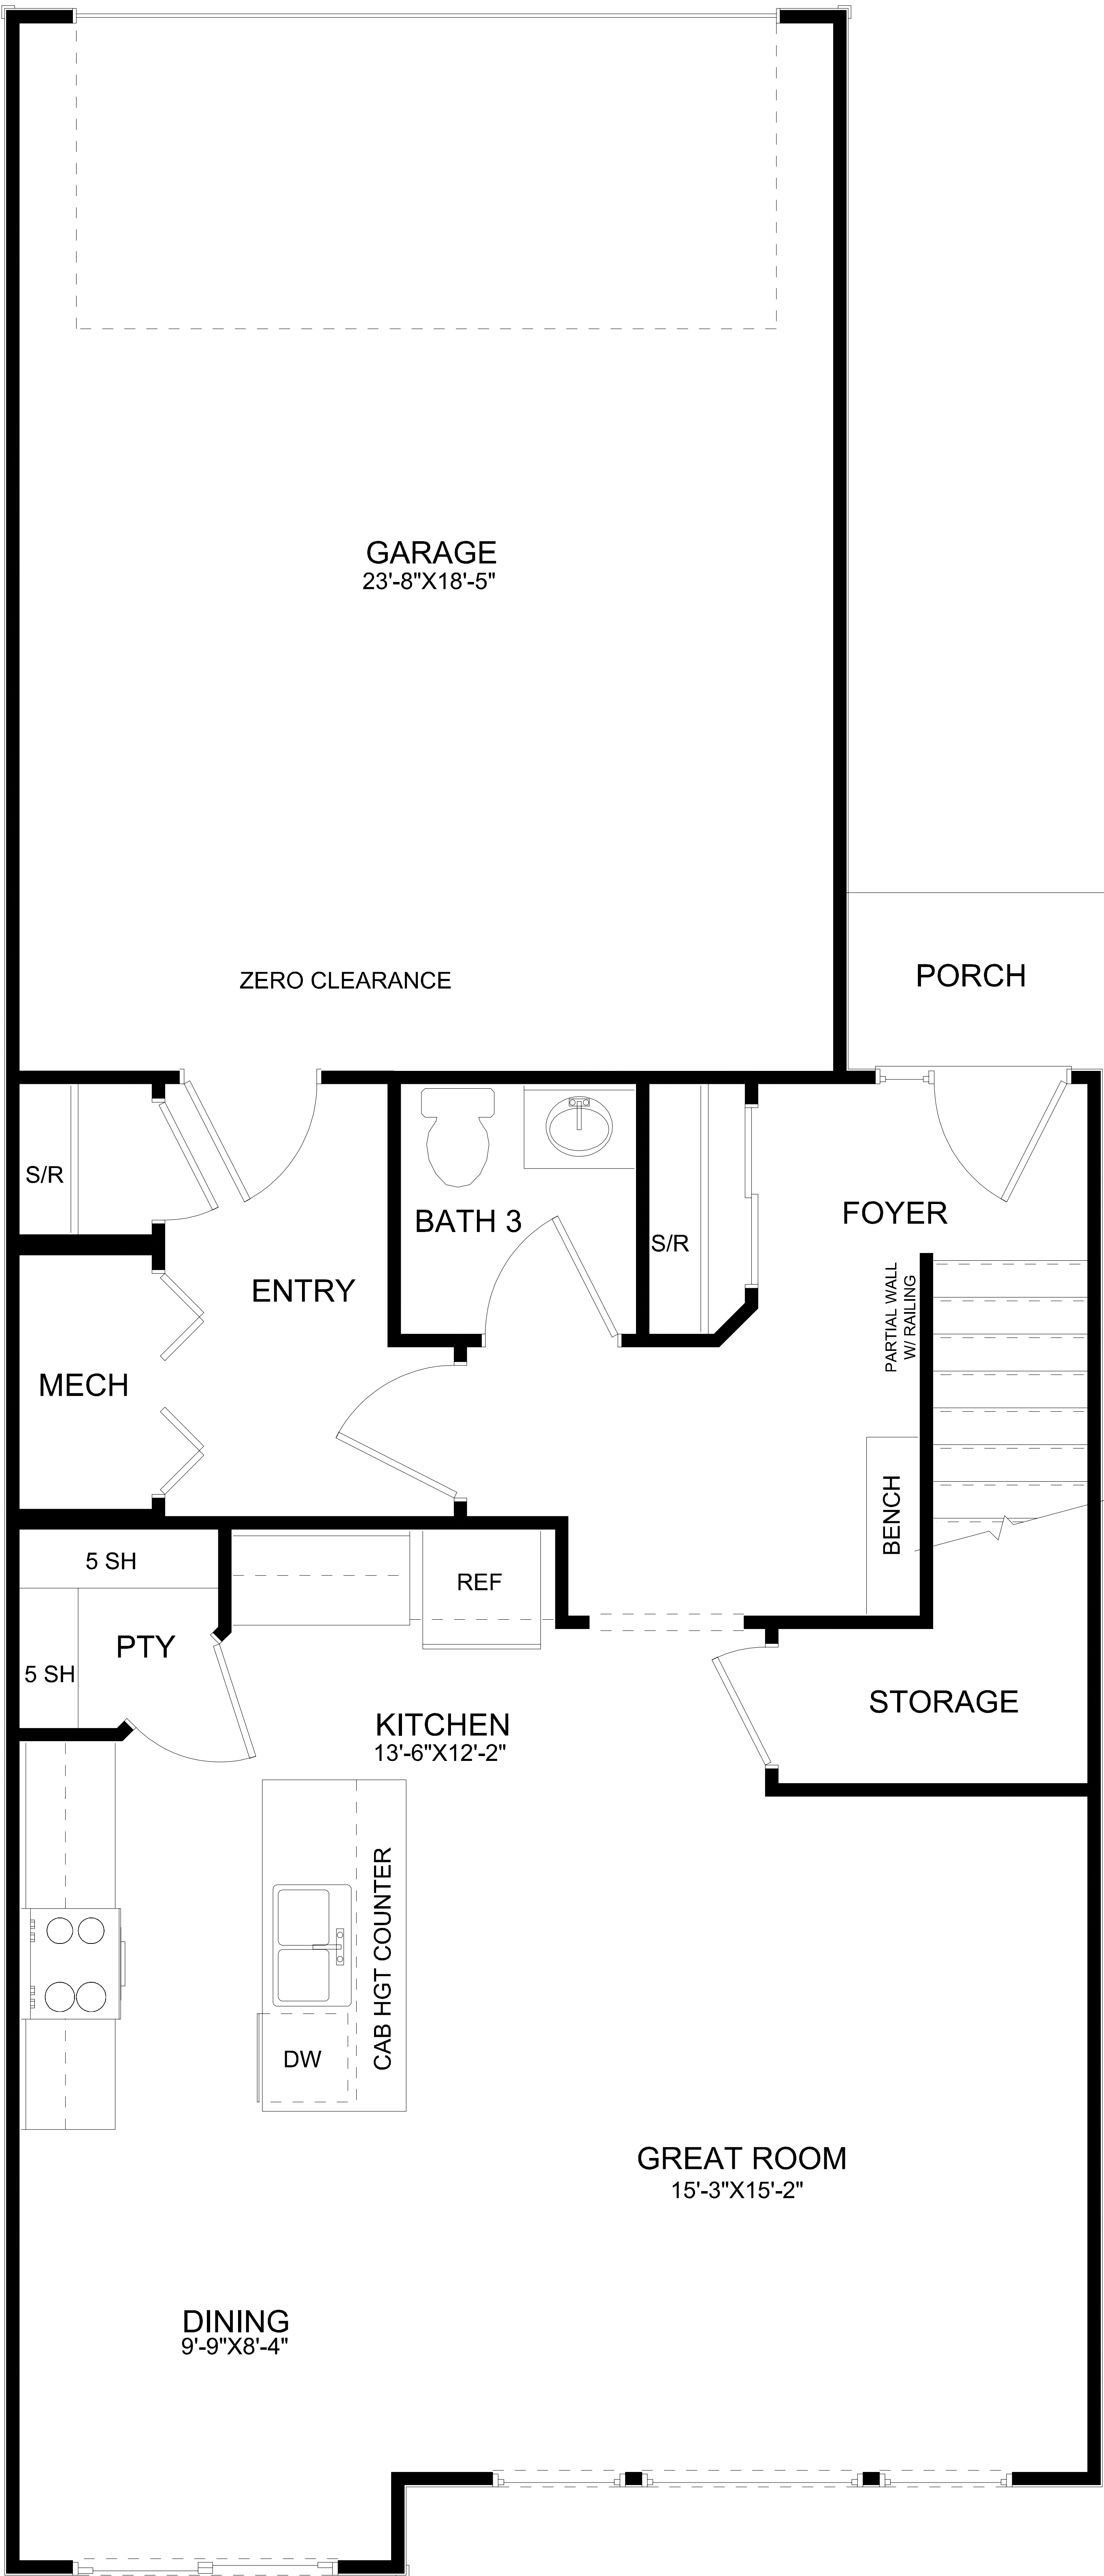 GARAGE
23'-8"X18'-5"
ZERO CLEARANCE
PORCH
S/R
BATH 3
S/R
FOYER
ENTRY
PARTIAL WALL
W/ RAILING
MECH
BENCH
5 SH
REF
PTY
5 SH
STORAGE
KITCHEN
13'-6"X12'-2"
CAB HGT COUNTER
DW
GREAT ROOM
15'-3"X15'-2"
DINING
9'-9"X8'-4"